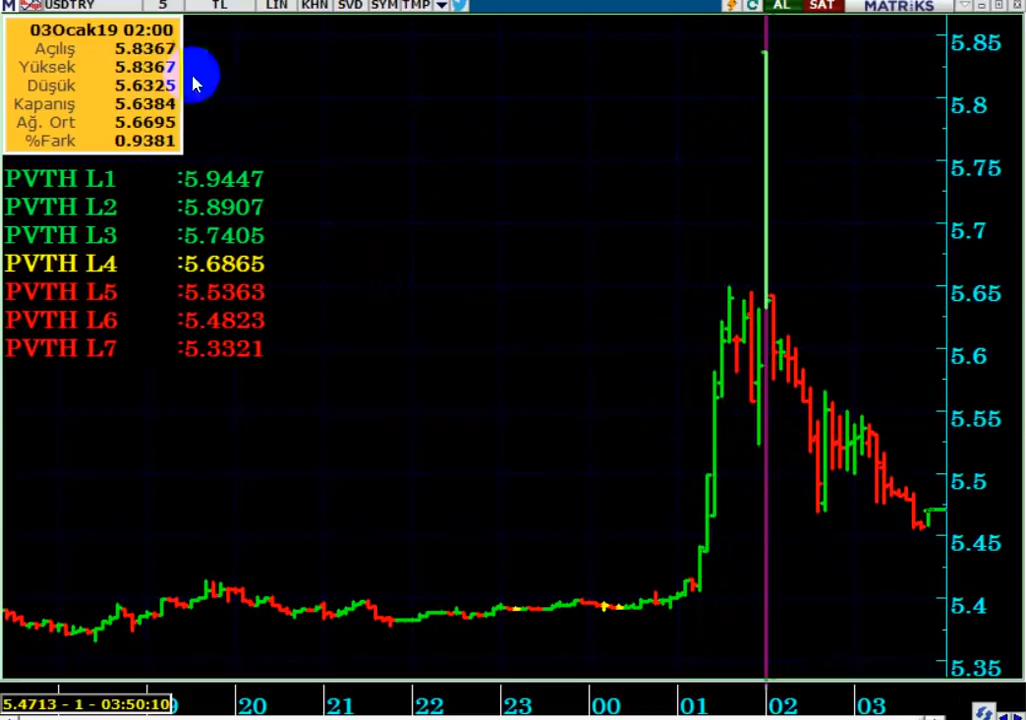 M USDTRY 5 TL LIN KHN SVD SYM TMP AL SAT MATRiKS
03Ocak19 02:00
Açılış 5.8367
Yüksek 5.8367
Düşük 5.6325
Kapanış 5.6384
Ağ. Ort 5.6695
%Fark 0.9381
PVTH L1 :5.9447
PVTH L2 :5.8907
PVTH L3 :5.7405
PVTH L4 :5.6865
PVTH L5 :5.5363
PVTH L6 :5.4823
PVTH L7 :5.3321
5.85
5.8
5.75
5.7
5.65
5.6
5.55
5.5
5.45
5.4
5.35
5.4713 - 1 - 03:50:10
20 21 22 23 00 01 02 03